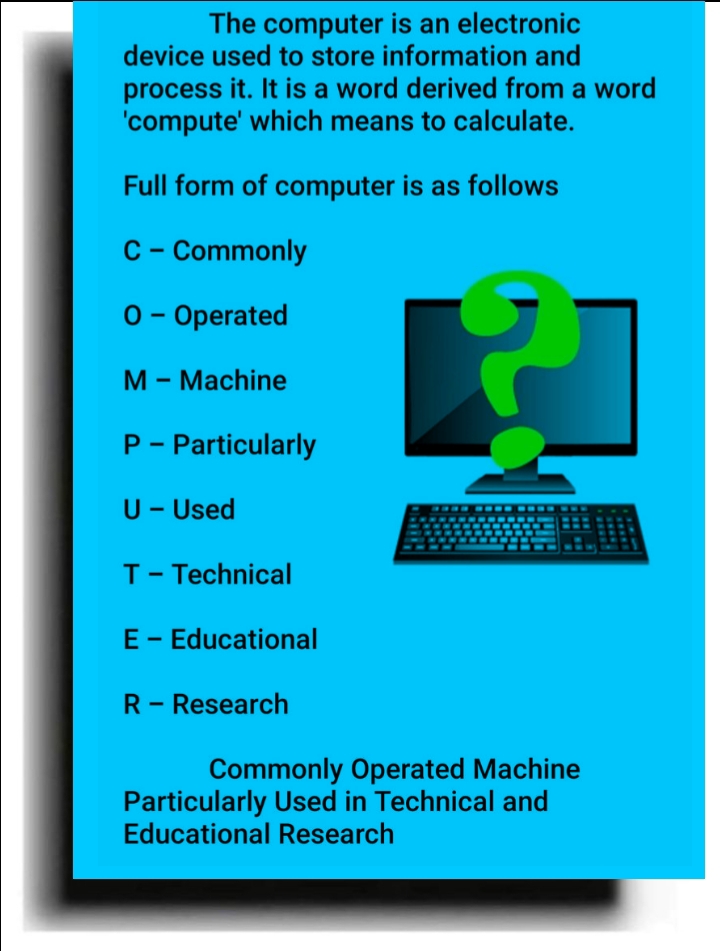 The computer is an electronic
device used to store information and
process it. It is a word derived from a word
'compute' which means to calculate.
Full form of computer is as follows
C – Commonly
O – Operated
M – Machine
P – Particularly
U – Used
T – Technical
E – Educational
R – Research
Commonly Operated Machine
Particularly Used in Technical and
Educational Research